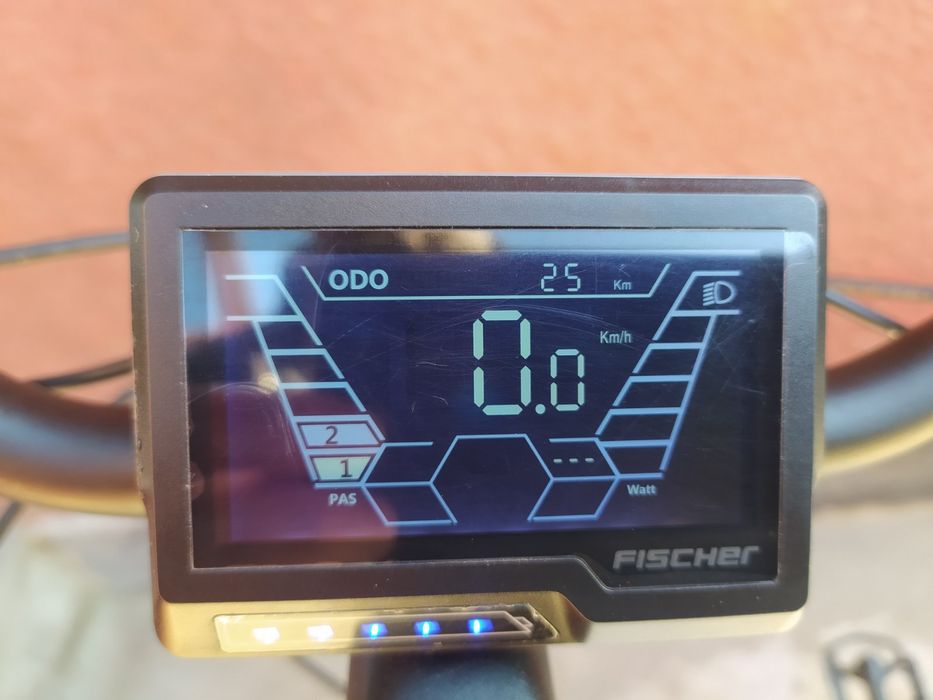 ODO 25 Km
0.0 Km/h
2
1
---
PAS
Watt
FISCHER